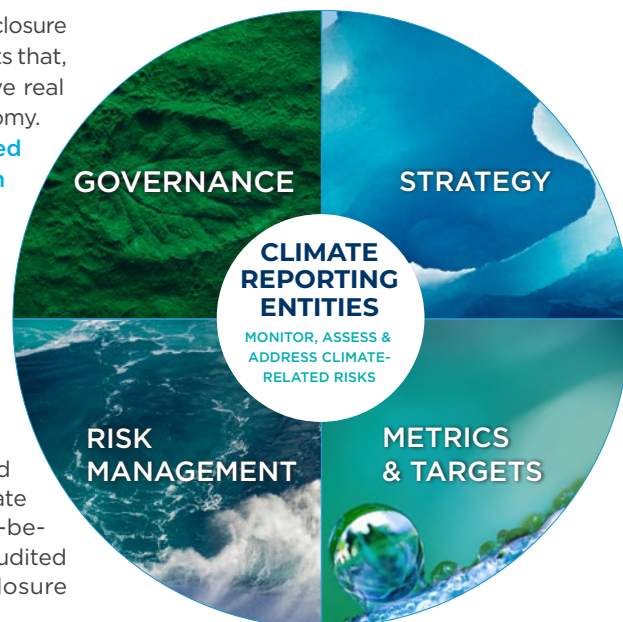 closure
s that,
e real
omy.
ed
n
GOVERNANCE
STRATEGY
CLIMATE
REPORTING
ENTITIES
MONITOR, ASSESS &
ADDRESS CLIMATE-
RELATED RISKS
RISK
MANAGEMENT
METRICS
& TARGETS
d
ate
-be-
udited
losure